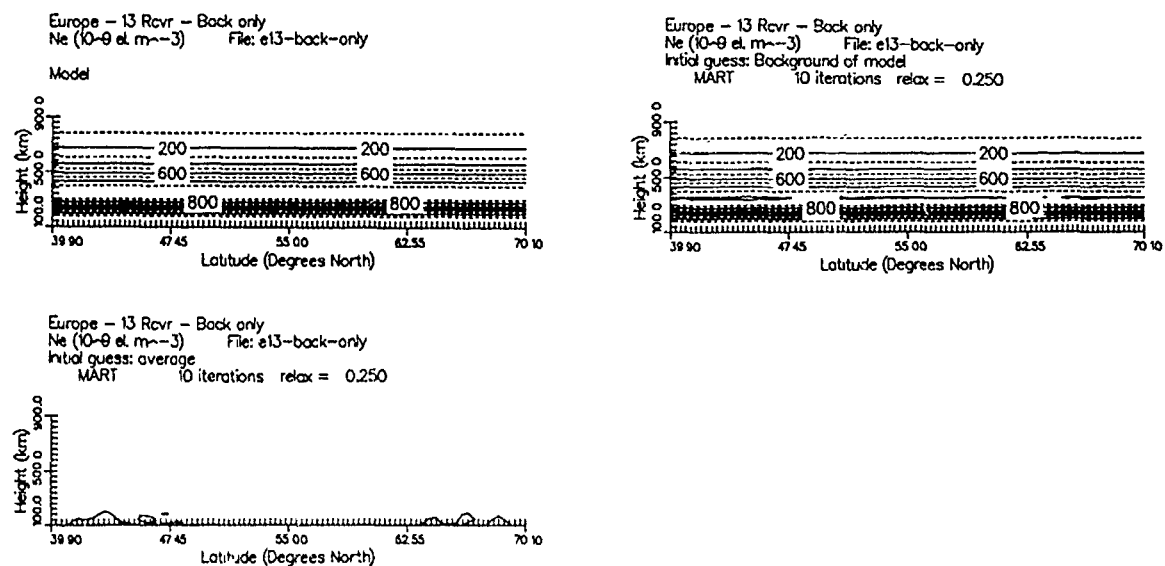 Europe - 13 Rcvr - Back only
Ne (10~9 el. m~-3) File: e13-back-only
Model
Height (km)
900.0
500.0
100.0
200 200
600 600
800 800
39 90 47 45 55 00 62.55 70 10
Latitude (Degrees North)
Europe - 13 Rcvr - Back only
Ne (10~9 el. m~-3) File: e13-back-only
Initial guess: Background of model
MART 10 iterations relax = 0.250
Height (km)
900.0
500.0
100.0
200 200
600 600
800 800
39 90 47 45 55 00 62.55 70 10
Latitude (Degrees North)
Europe - 13 Rcvr - Back only
Ne (10~9 el. m~-3) File: e13-back-only
Initial guess: average
MART 10 iterations relax = 0.250
Height (km)
900.0
500.0
100.0
39 90 47 45 55 00 62.55 70 10
Latitude (Degrees North)